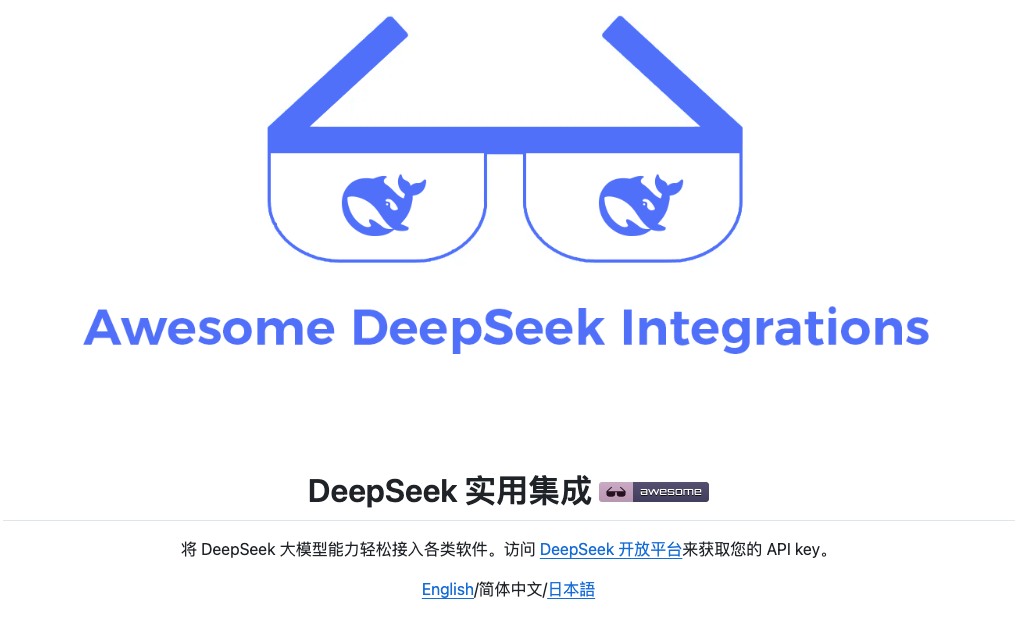 Awesome DeepSeek Integrations
DeepSeek 实用集成 awesome
将 DeepSeek 大模型能力轻松接入各类软件。访问 DeepSeek 开放平台来获取您的 API key。
English/简体中文/日本語